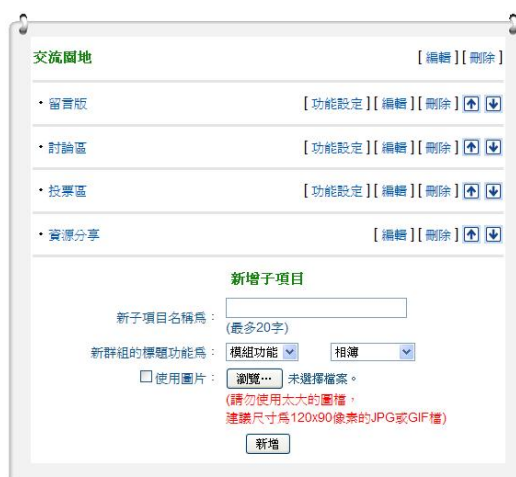 交流園地 [ 編輯 ][ 刪除 ]
・留言版 [ 功能設定 ][ 編輯 ][ 刪除 ]
・討論區 [ 功能設定 ][ 編輯 ][ 刪除 ]
・投票區 [ 功能設定 ][ 編輯 ][ 刪除 ]
・資源分享 [ 編輯 ][ 刪除 ]
新增子項目
新子項目名稱為：
(最多20字)
新群組的標題功能為： 模組功能 相簿
使用圖片： 瀏覽… 未選擇檔案。
(請勿使用太大的圖檔，
建議尺寸為120x90像素的JPG或GIF檔)
新增